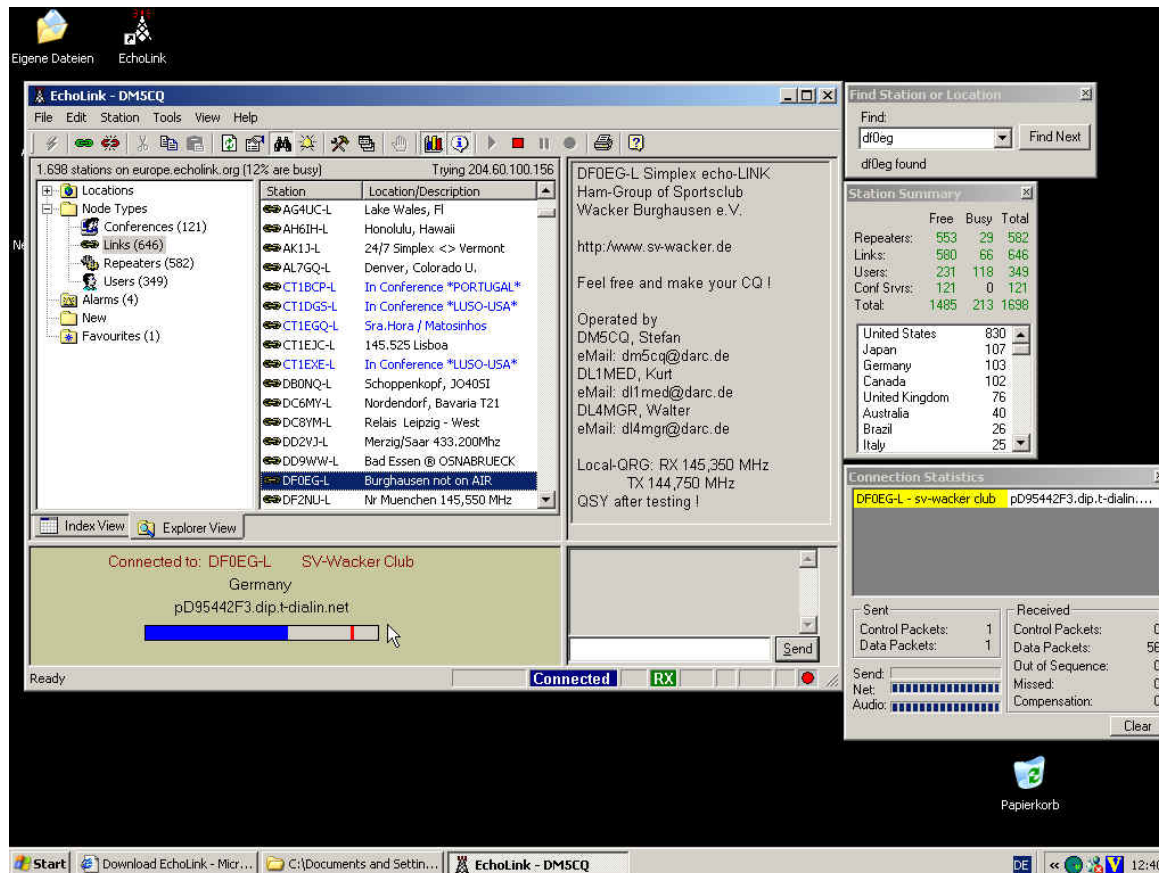 Eigene Dateien
EchoLink
EchoLink - DM5CQ
File Edit Station Tools View Help
1.698 stations on europe.echolink.org (12% are busy) Trying 204.60.100.156
Locations
Node Types
Conferences (121)
Links (646)
Repeaters (582)
Users (349)
Alarms (4)
New
Favourites (1)
Station Location/Description
AG4UC-L Lake Wales, Fl
AH6IH-L Honolulu, Hawaii
AK1J-L 24/7 Simplex <> Vermont
AL7GQ-L Denver, Colorado U.
CT1BCP-L In Conference *PORTUGAL*
CT1DGS-L In Conference *LUSO-USA*
CT1EGQ-L Sra.Hora / Matosinhos
CT1EJC-L 145.525 Lisboa
CT1EXE-L In Conference *LUSO-USA*
DB0NQ-L Schoppenkopf, JO40SI
DC6MY-L Nordendorf, Bavaria T21
DC8YM-L Relais Leipzig - West
DD2VJ-L Merzig/Saar 433.200Mhz
DD9WW-L Bad Essen ® OSNABRUECK
DF0EG-L Burghausen not on AIR
DF2NU-L Nr Muenchen 145,550 MHz
Index View Explorer View
DF0EG-L Simplex echo-LINK
Ham-Group of Sportsclub
Wacker Burghausen e.V.
http:/www.sv-wacker.de
Feel free and make your CQ !
Operated by
DM5CQ, Stefan
eMail: dm5cq@darc.de
DL1MED, Kurt
eMail: dl1med@darc.de
DL4MGR, Walter
eMail: dl4mgr@darc.de
Local-QRG: RX 145,350 MHz
TX 144,750 MHz
QSY after testing !
Connected to: DF0EG-L SV-Wacker Club
Germany
pD95442F3.dip.t-dialin.net
Send
Ready Connected RX
Find Station or Location
Find:
df0eg Find Next
df0eg found
Station Summary
Free Busy Total
Repeaters: 553 29 582
Links: 580 66 646
Users: 231 118 349
Conf Srvrs: 121 0 121
Total: 1485 213 1698
United States 830
Japan 107
Germany 103
Canada 102
United Kingdom 76
Australia 40
Brazil 26
Italy 25
Connection Statistics
DF0EG-L - sv-wacker club pD95442F3.dip.t-dialin....
Sent
Control Packets: 1
Data Packets: 1
Send:
Net:
Audio:
Received
Control Packets: 0
Data Packets: 56
Out of Sequence: 0
Missed: 0
Compensation: 0
Clear
Papierkorb
Start Download EchoLink - Micr... C:\Documents and Settin... EchoLink - DM5CQ DE « V 12:40